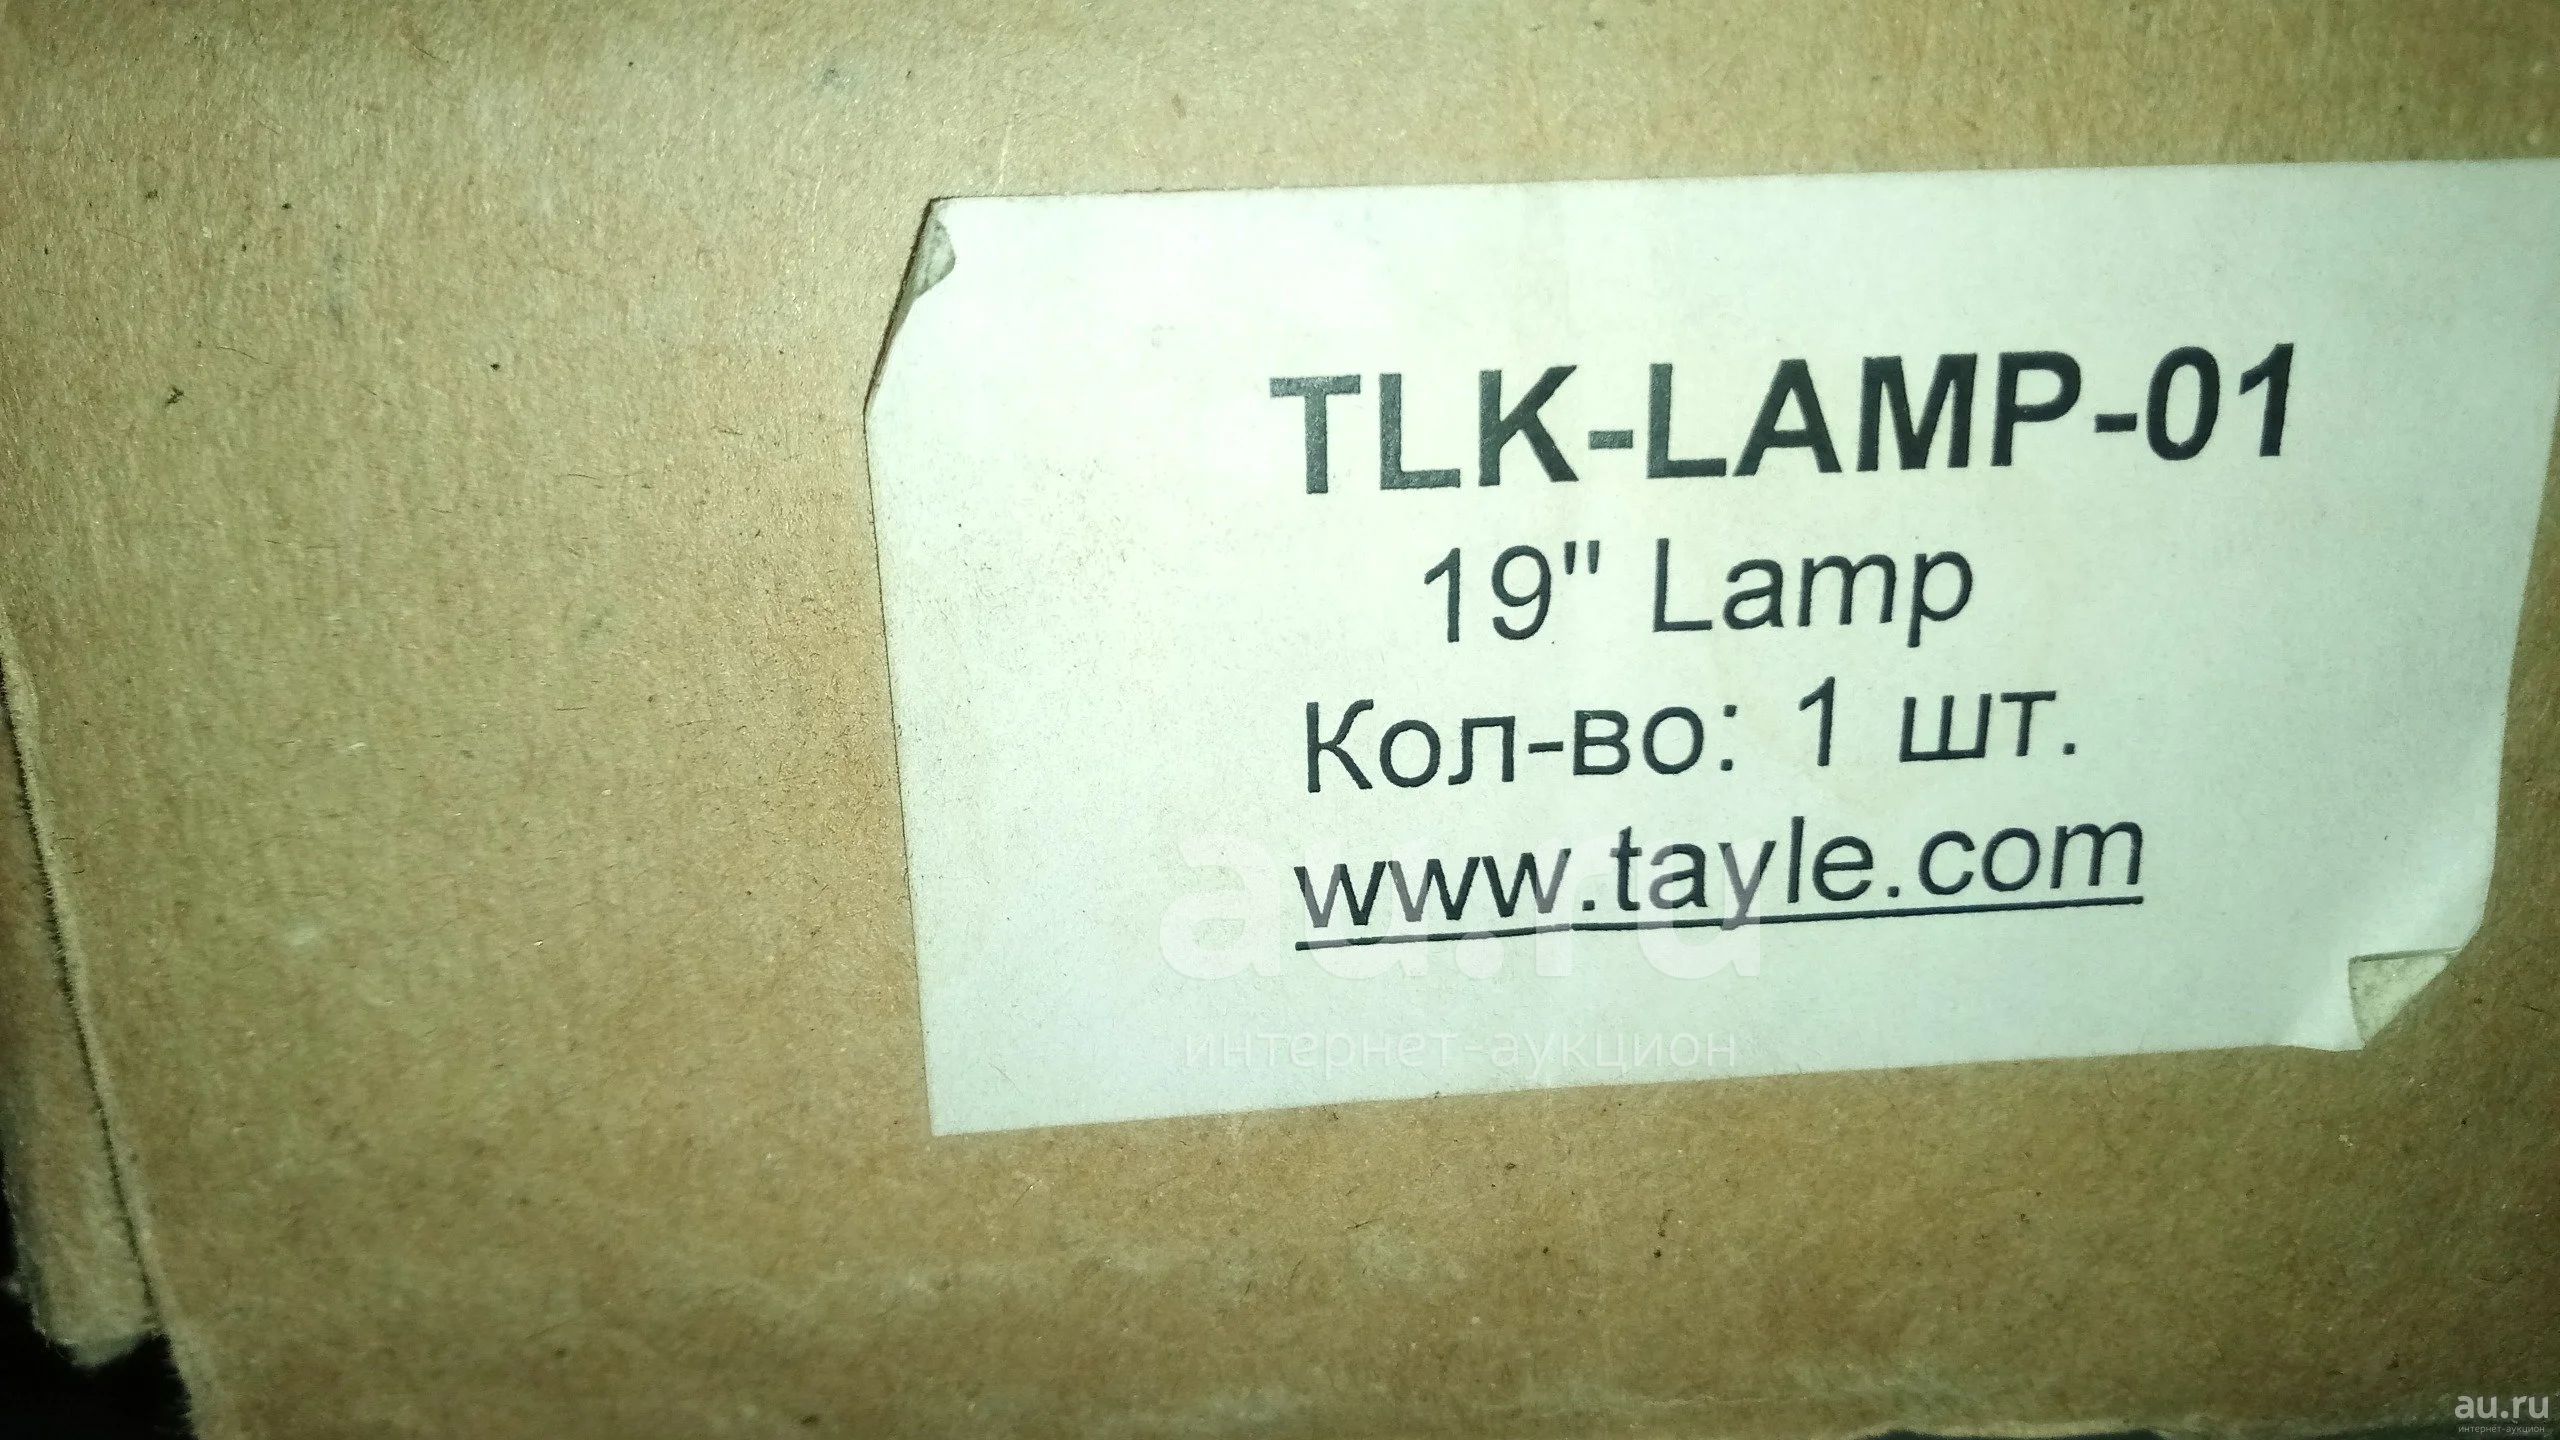 TLK-LAMP-01
19" Lamp
Кол-во: 1 шт.
www.tayle.com
au.ru
интернет-аукцион
au.ru
интернет-аукцион